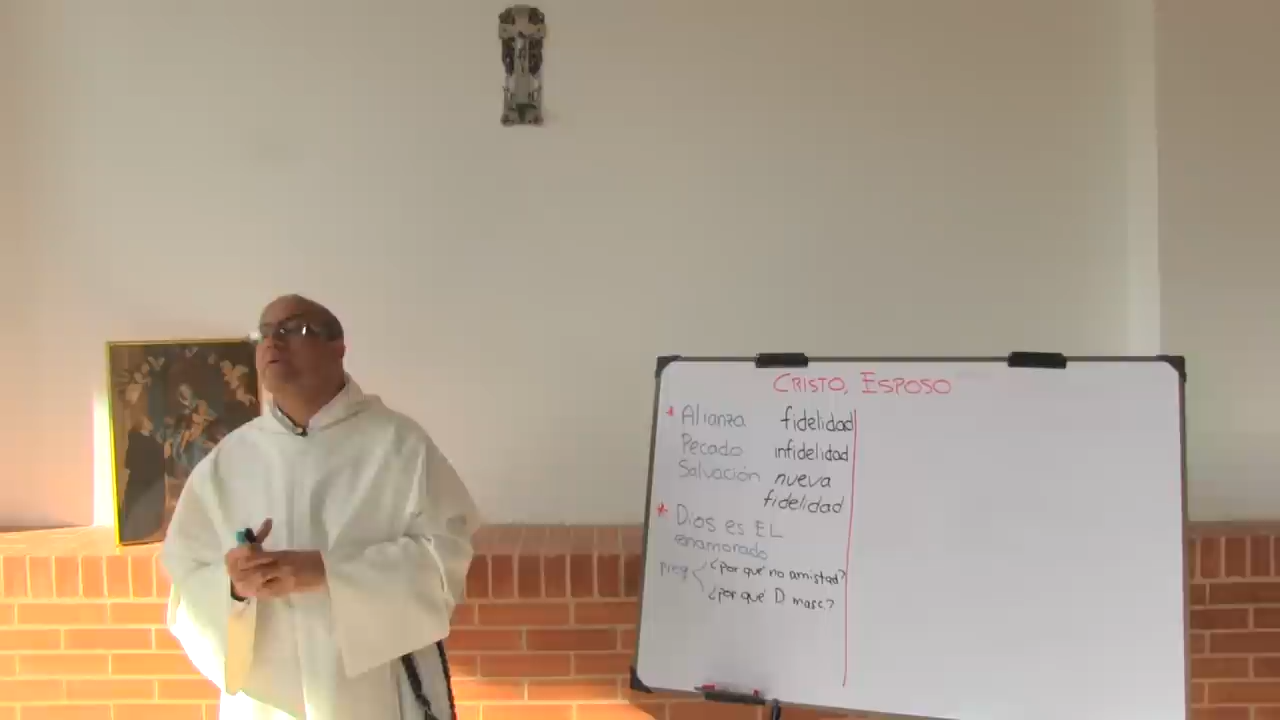 CRISTO, ESPOSO
* Alianza fidelidad
Pecado infidelidad
Salvación nueva
fidelidad
* Dios es EL
enamorado
Preg ¿por qué no amistad?
¿por qué D masc?